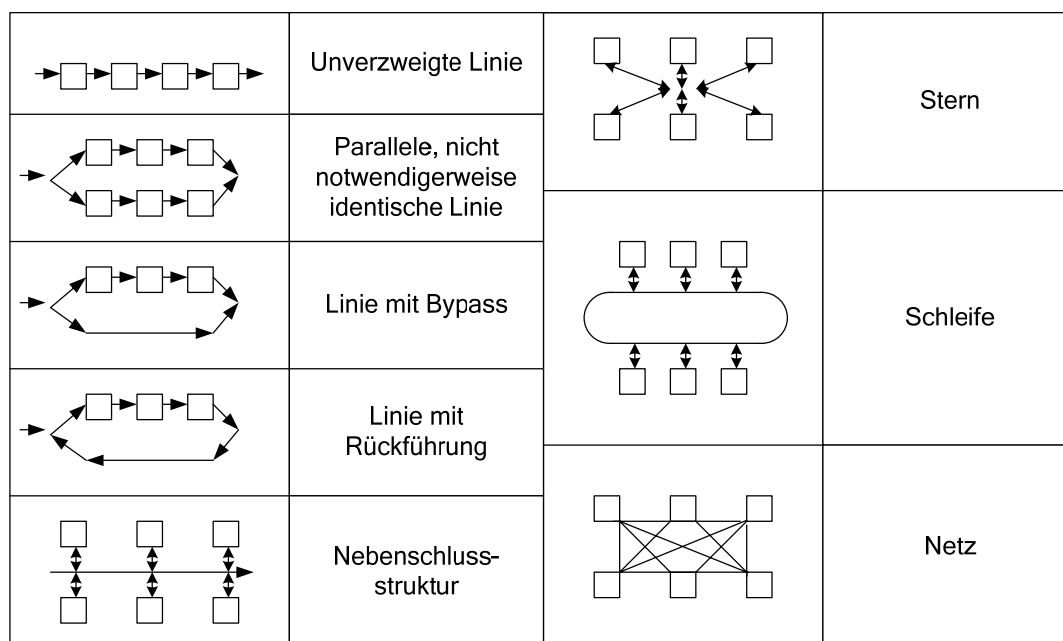 Unverzweigte Linie
Parallele, nicht
notwendigerweise
identische Linie
Linie mit Bypass
Linie mit
Rückführung
Nebenschluss-
struktur
Stern
Schleife
Netz